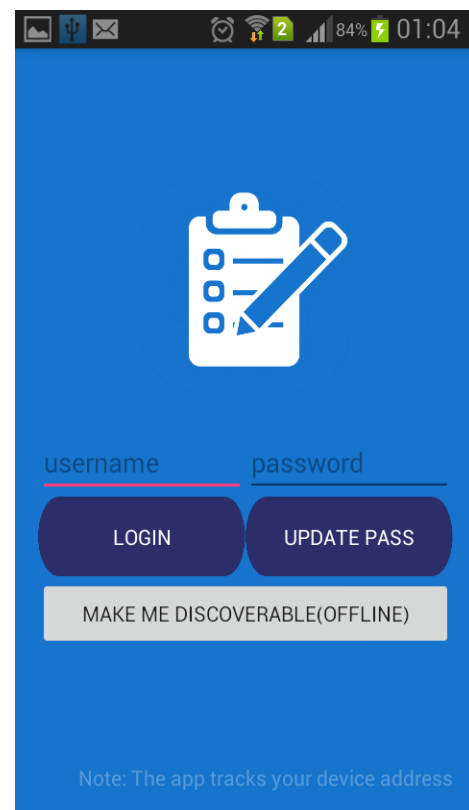 2 84% 01:04
username password
LOGIN UPDATE PASS
MAKE ME DISCOVERABLE(OFFLINE)
Note: The app tracks your device address